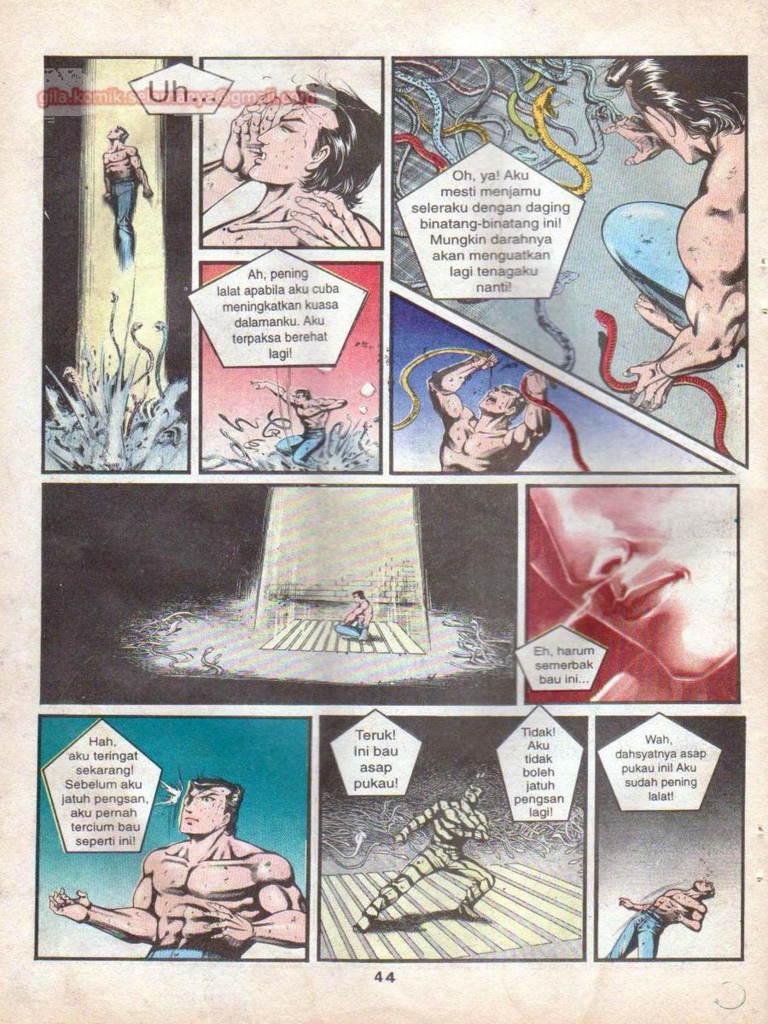 Uh...
Ah, pening
lalat apabila aku cuba
meningkatkan kuasa
dalamanku. Aku
terpaksa berehat
lagi!
Oh, ya! Aku
mesti menjamu
seleraku dengan daging
binatang-binatang ini!
Mungkin darahnya
akan menguatkan
lagi tenagaku
nanti!
Eh, harum
semerbak
bau ini...
Hah,
aku teringat
sekarang!
Sebelum aku
jatuh pengsan,
aku pernah
tercium bau
seperti ini!
Teruk!
Ini bau
asap
pukau!
Tidak!
Aku
tidak
boleh
jatuh
pengsan
lagi!
Wah,
dahsyatnya asap
pukau ini! Aku
sudah pening
lalat!
44